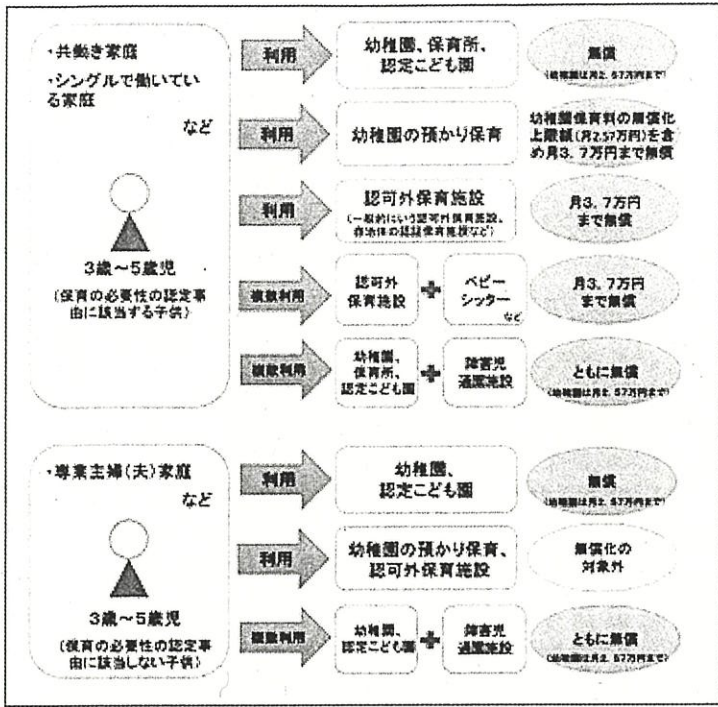 ・共働き家庭
・シングルで働いてい
る家庭
など
3歳～5歳児
(保育の必要性の認定事
由に該当する子供)
利用
幼稚園、保育所、
認定こども園
無償
(幼稚園は月2.57万円まで)
利用
幼稚園の預かり保育
幼稚園保育料の無償化
上限額(月2.57万円)を含
め月3.7万円まで無償
利用
認可外保育施設
(一般的にいう認可外保育施設、
自治体の認証保育施設など)
月3.7万円
まで無償
複数利用
認可外
保育施設
+
ベビー
シッター
など
月3.7万円
まで無償
複数利用
幼稚園、
保育所、
認定こども園
+
障害児
通園施設
ともに無償
(幼稚園は月2.57万円まで)
・専業主婦(夫)家庭
など
3歳～5歳児
(保育の必要性の認定事
由に該当しない子供)
利用
幼稚園、
認定こども園
無償
(幼稚園は月2.57万円まで)
利用
幼稚園の預かり保育、
認可外保育施設
無償化の
対象外
複数利用
幼稚園、
認定こども園
+
障害児
通園施設
ともに無償
(幼稚園は月2.57万円まで)